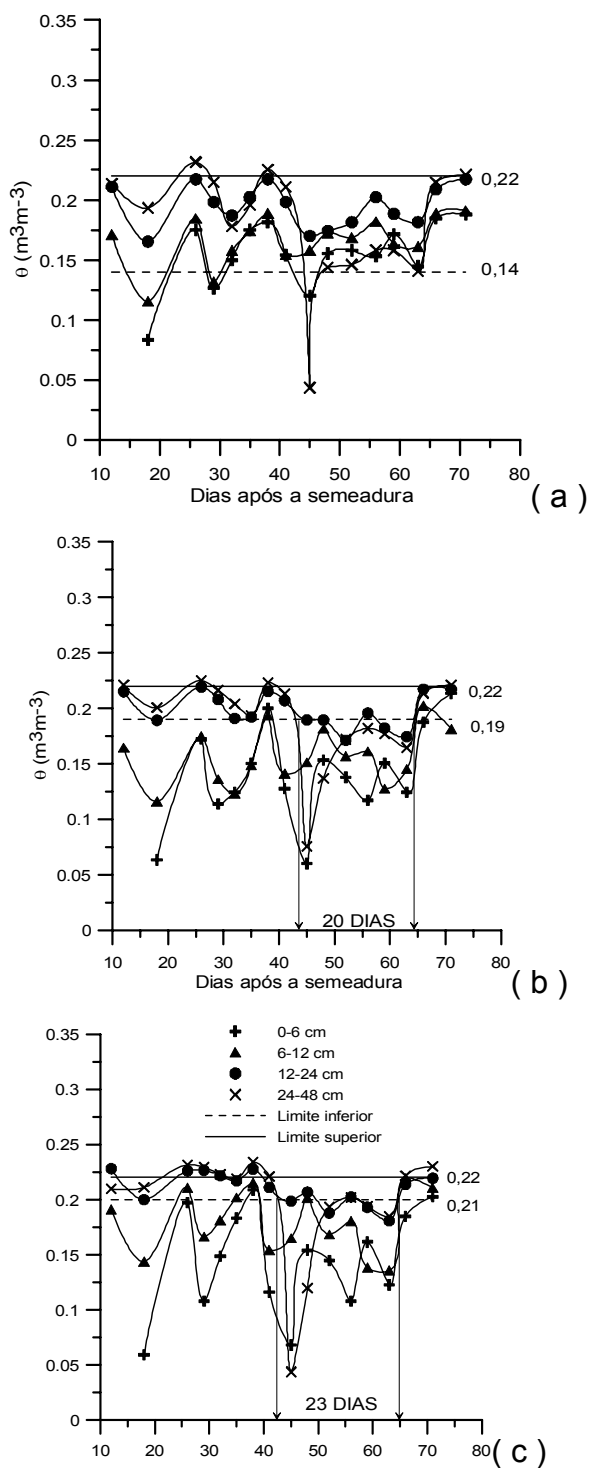 0.35
0.3
0.25
0.2
0.15
0.1
0.05
0
θ (m³m-³)
0,22
0,14
10 20 30 40 50 60 70 80
Dias após a semeadura
( a )
0.35
0.3
0.25
0.2
0.15
0.1
0.05
0
θ (m³m-³)
0,22
0,19
20 DIAS
10 20 30 40 50 60 70 80
Dias após a semeadura
( b )
0.35
0.3
0.25
0.2
0.15
0.1
0.05
0
0-6 cm
6-12 cm
12-24 cm
24-48 cm
Limite inferior
Limite superior
0,22
0,21
23 DIAS
10 20 30 40 50 60 70 80
( c )